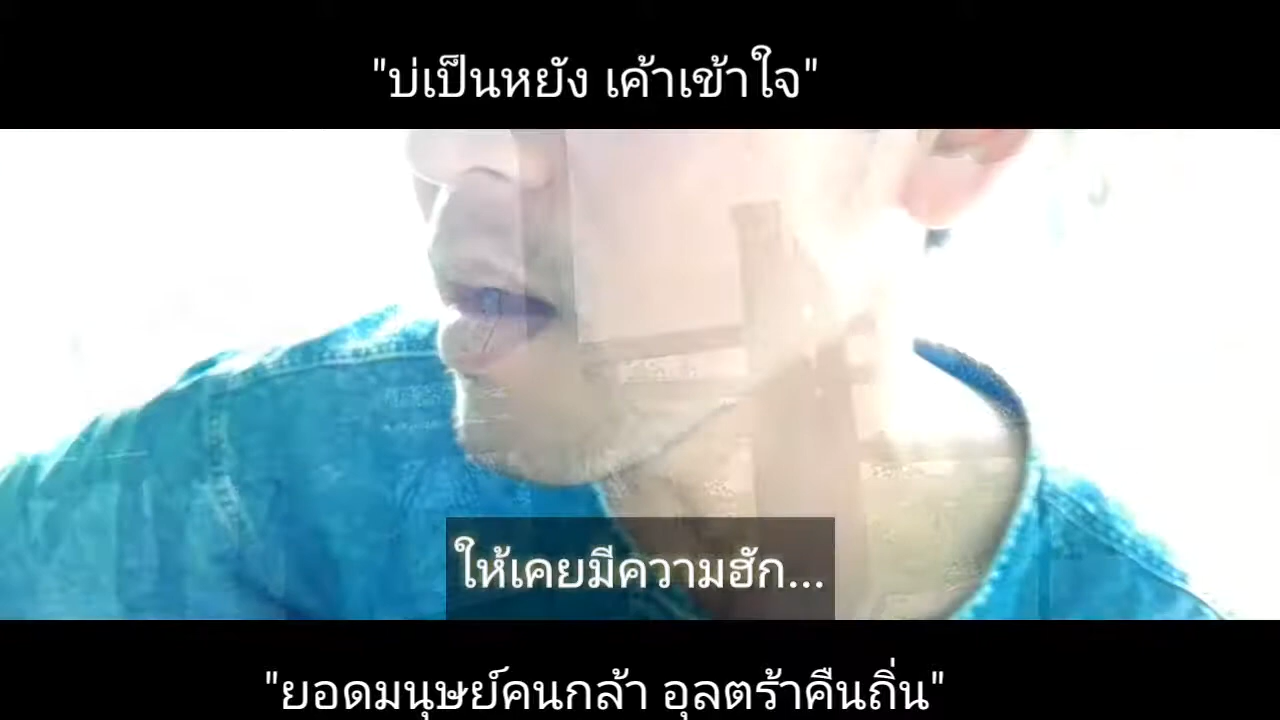 "บ่เป็นหยัง เค้าเข้าใจ"
ให้เคยมีความฮัก...
"ยอดมนุษย์คนกล้า อุลตร้าคืนถิ่น"